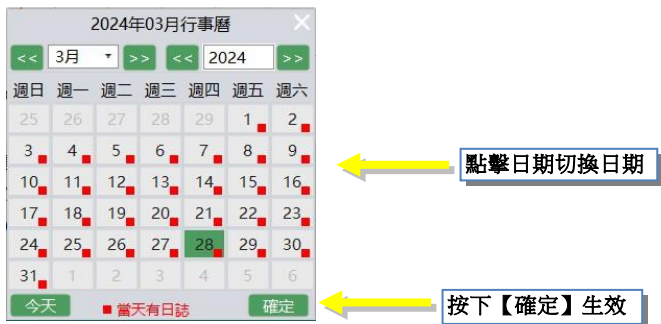 2024年03月行事曆
<< 3月 >> << 2024 >>
週日 週一 週二 週三 週四 週五 週六
25 26 27 28 29 1 2
3 4 5 6 7 8 9
點擊日期切換日期
10 11 12 13 14 15 16
17 18 19 20 21 22 23
24 25 26 27 28 29 30
31 1 2 3 4 5 6
今天 當天有日誌 確定
按下【確定】生效